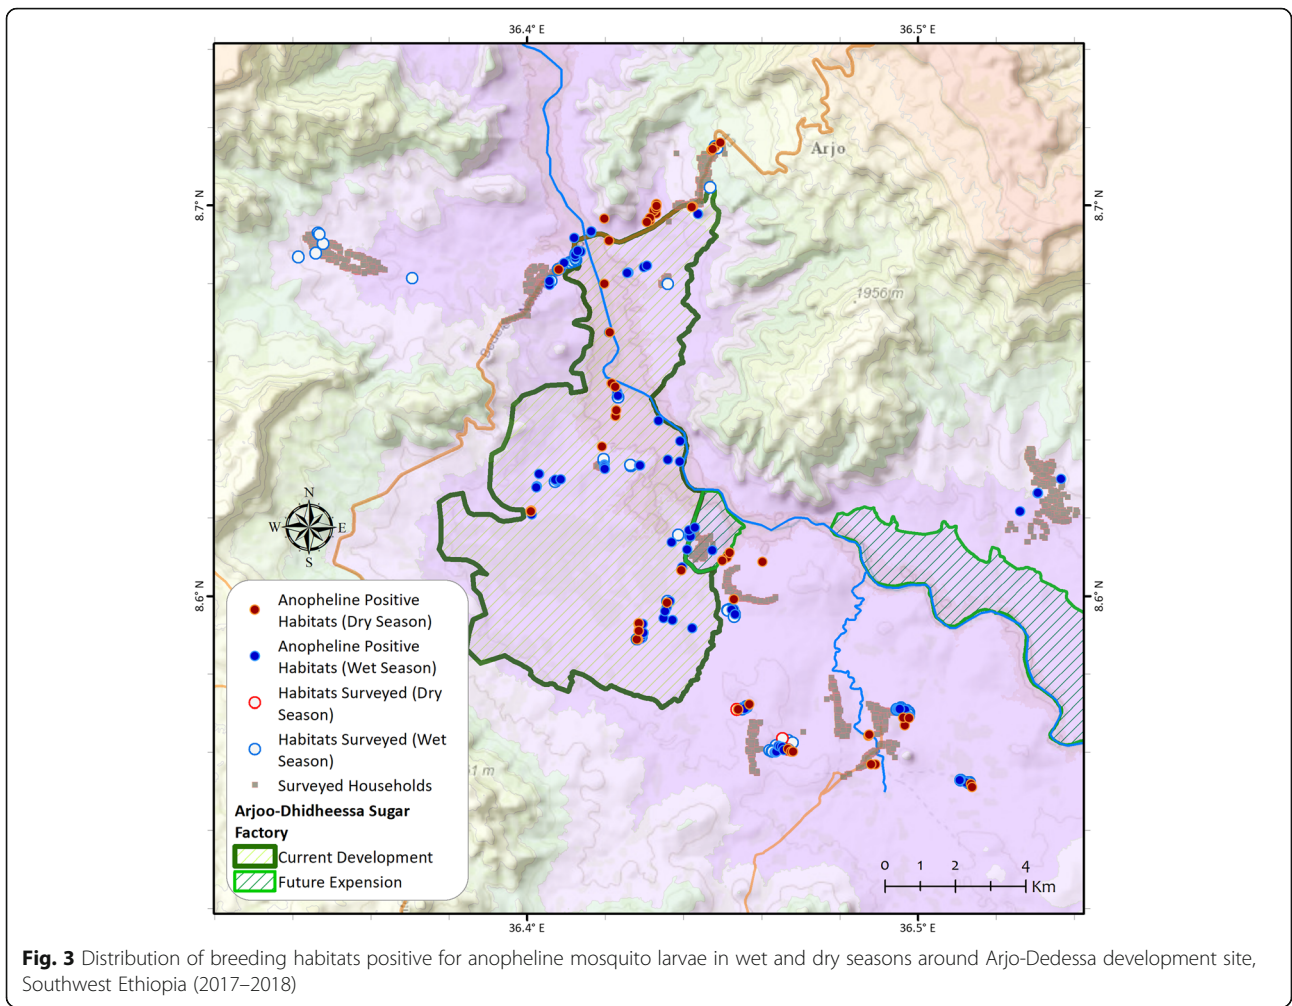 36.4° E
36.5° E
Arjo
8.7° N
8.7° N
1956 m
N
W
E
S
8.6° N
8.6° N
Anopheline Positive
Habitats (Dry Season)
Anopheline Positive
Habitats (Wet Season)
Habitats Surveyed (Dry
Season)
Habitats Surveyed (Wet
Season)
Surveyed Households
Arjoo-Dhidheessa Sugar
Factory
Current Development
Future Expension
0 1 2 4
Km
36.4° E
36.5° E
Fig. 3 Distribution of breeding habitats positive for anopheline mosquito larvae in wet and dry seasons around Arjo-Dedessa development site,
Southwest Ethiopia (2017–2018)